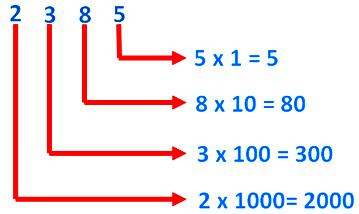 2 3 8 5
5 x 1 = 5
8 x 10 = 80
3 x 100 = 300
2 x 1000= 2000